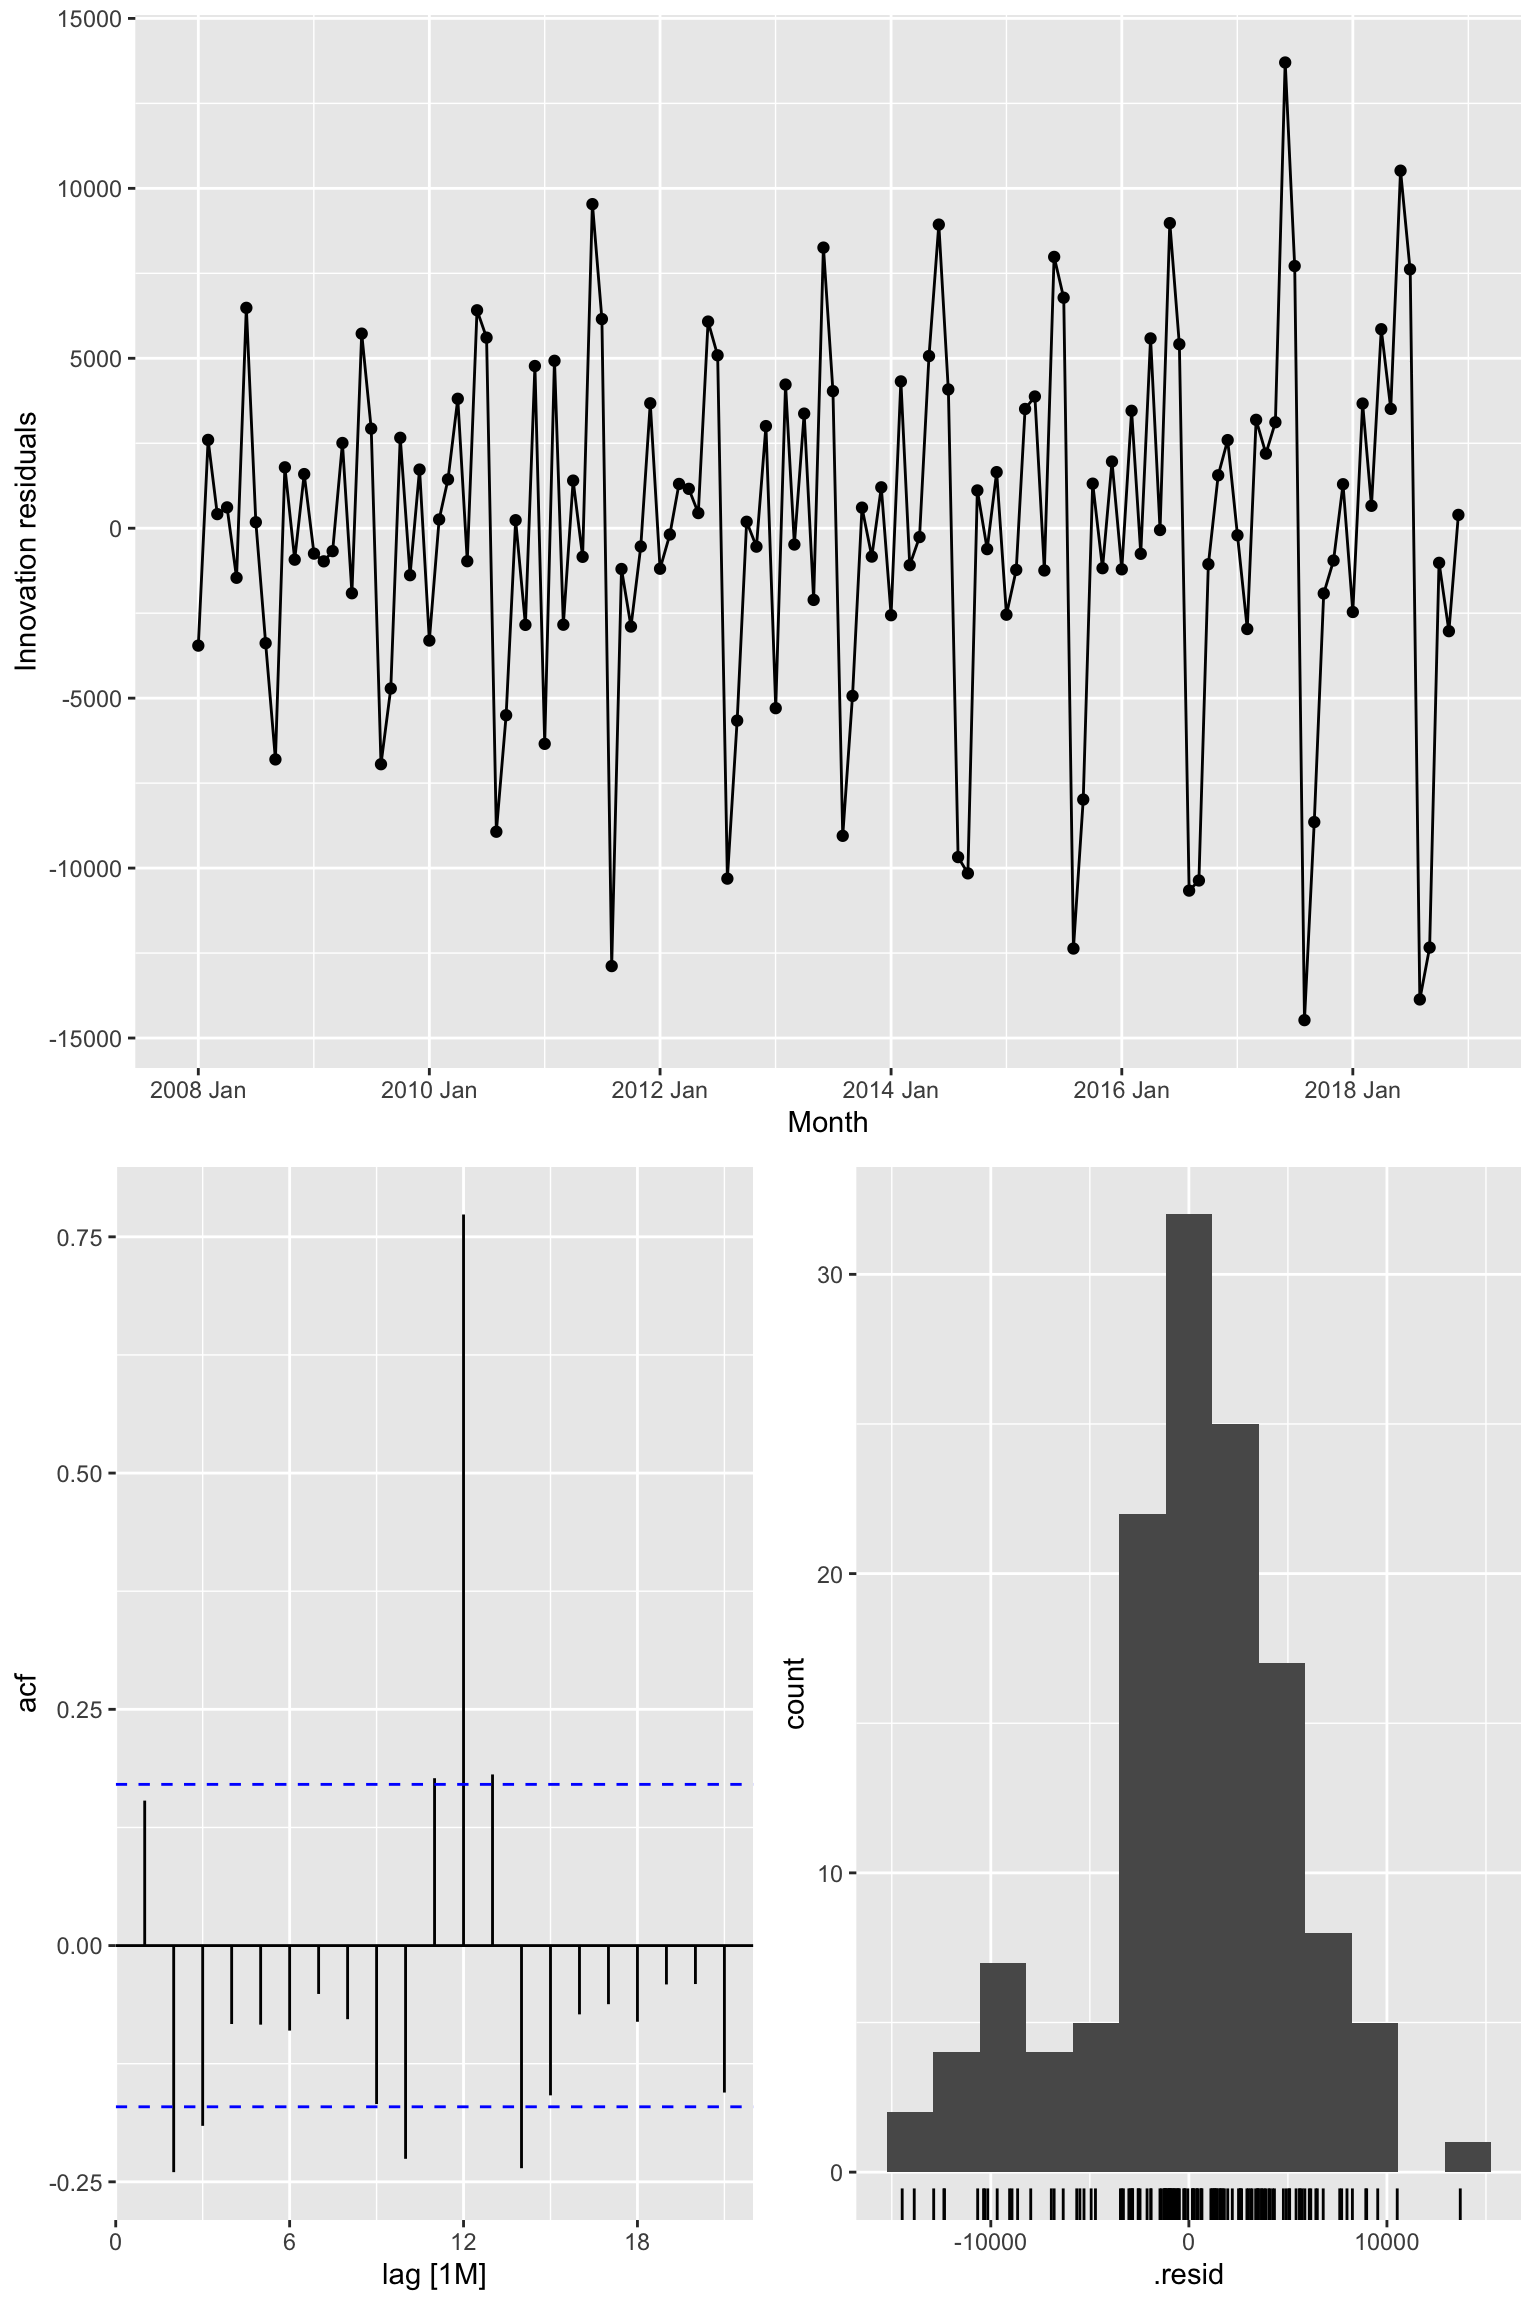 15000
10000
5000
0
-5000
-10000
-15000
Innovation residuals
2008 Jan 2010 Jan 2012 Jan 2014 Jan 2016 Jan 2018 Jan
Month
0.75
0.50
0.25
0.00
-0.25
acf
0 6 12 18
lag [1M]
30
20
10
0
count
-10000 0 10000
.resid